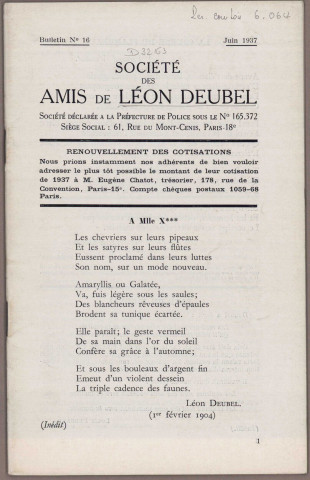 Bulletin Nº 16
Juin 1937
SOCIÉTÉ
DES
AMIS DE LÉON DEUBEL
SOCIÉTÉ DÉCLARÉE A LA PRÉFECTURE DE POLICE SOUS LE Nº 165.372
SIÈGE SOCIAL : 61, RUE DU MONT-CENIS, PARIS-18e
RENOUVELLEMENT DES COTISATIONS
Nous prions instamment nos adhérents de bien vouloir
adresser le plus tôt possible le montant de leur cotisation
de 1937 à M. Eugène Chatot, trésorier, 178, rue de la
Convention, Paris-15e. Compte chèques postaux 1059-68
Paris.
A Mlle X***
Les chevriers sur leurs pipeaux
Et les satyres sur leurs flûtes
Eussent proclamé dans leurs luttes
Son nom, sur un mode nouveau.
Amaryllis ou Galatée,
Va, fuis légère sous les saules;
Des blancheurs rêveuses d'épaules
Brodent sa tunique écartée.
Elle paraît; le geste vermeil
De sa main dans l'or du soleil
Confère sa grâce à l'automne;
Et sous les bouleaux d'argent fin
Emeut d'un violent dessein
La triple cadence des faunes.
Léon DEUBEL.
(1er février 1904)
(Inédit)
1